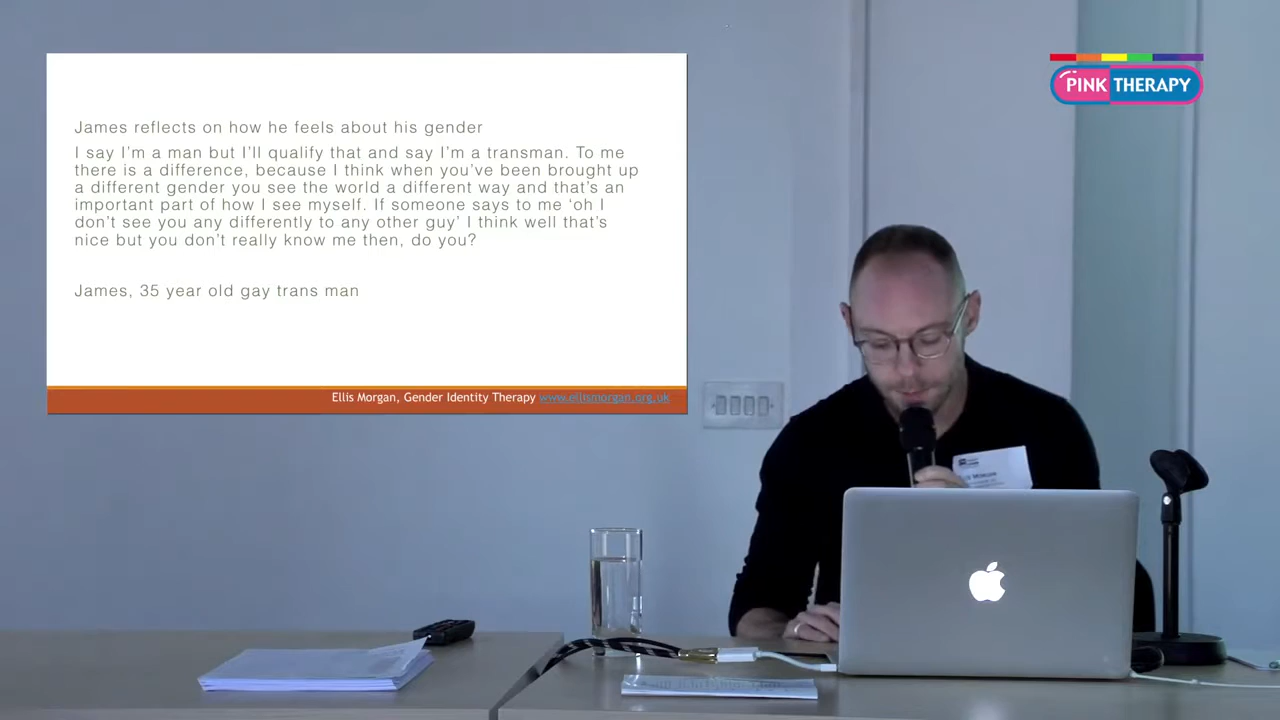 James reflects on how he feels about his gender
I say I'm a man but I'll qualify that and say I'm a transman. To me
there is a difference, because I think when you've been brought up
a different gender you see the world a different way and that's an
important part of how I see myself. If someone says to me 'oh I
don't see you any differently to any other guy' I think well that's
nice but you don't really know me then, do you?
James, 35 year old gay trans man
Ellis Morgan, Gender Identity Therapy www.ellismorgan.org.uk
PINK THERAPY